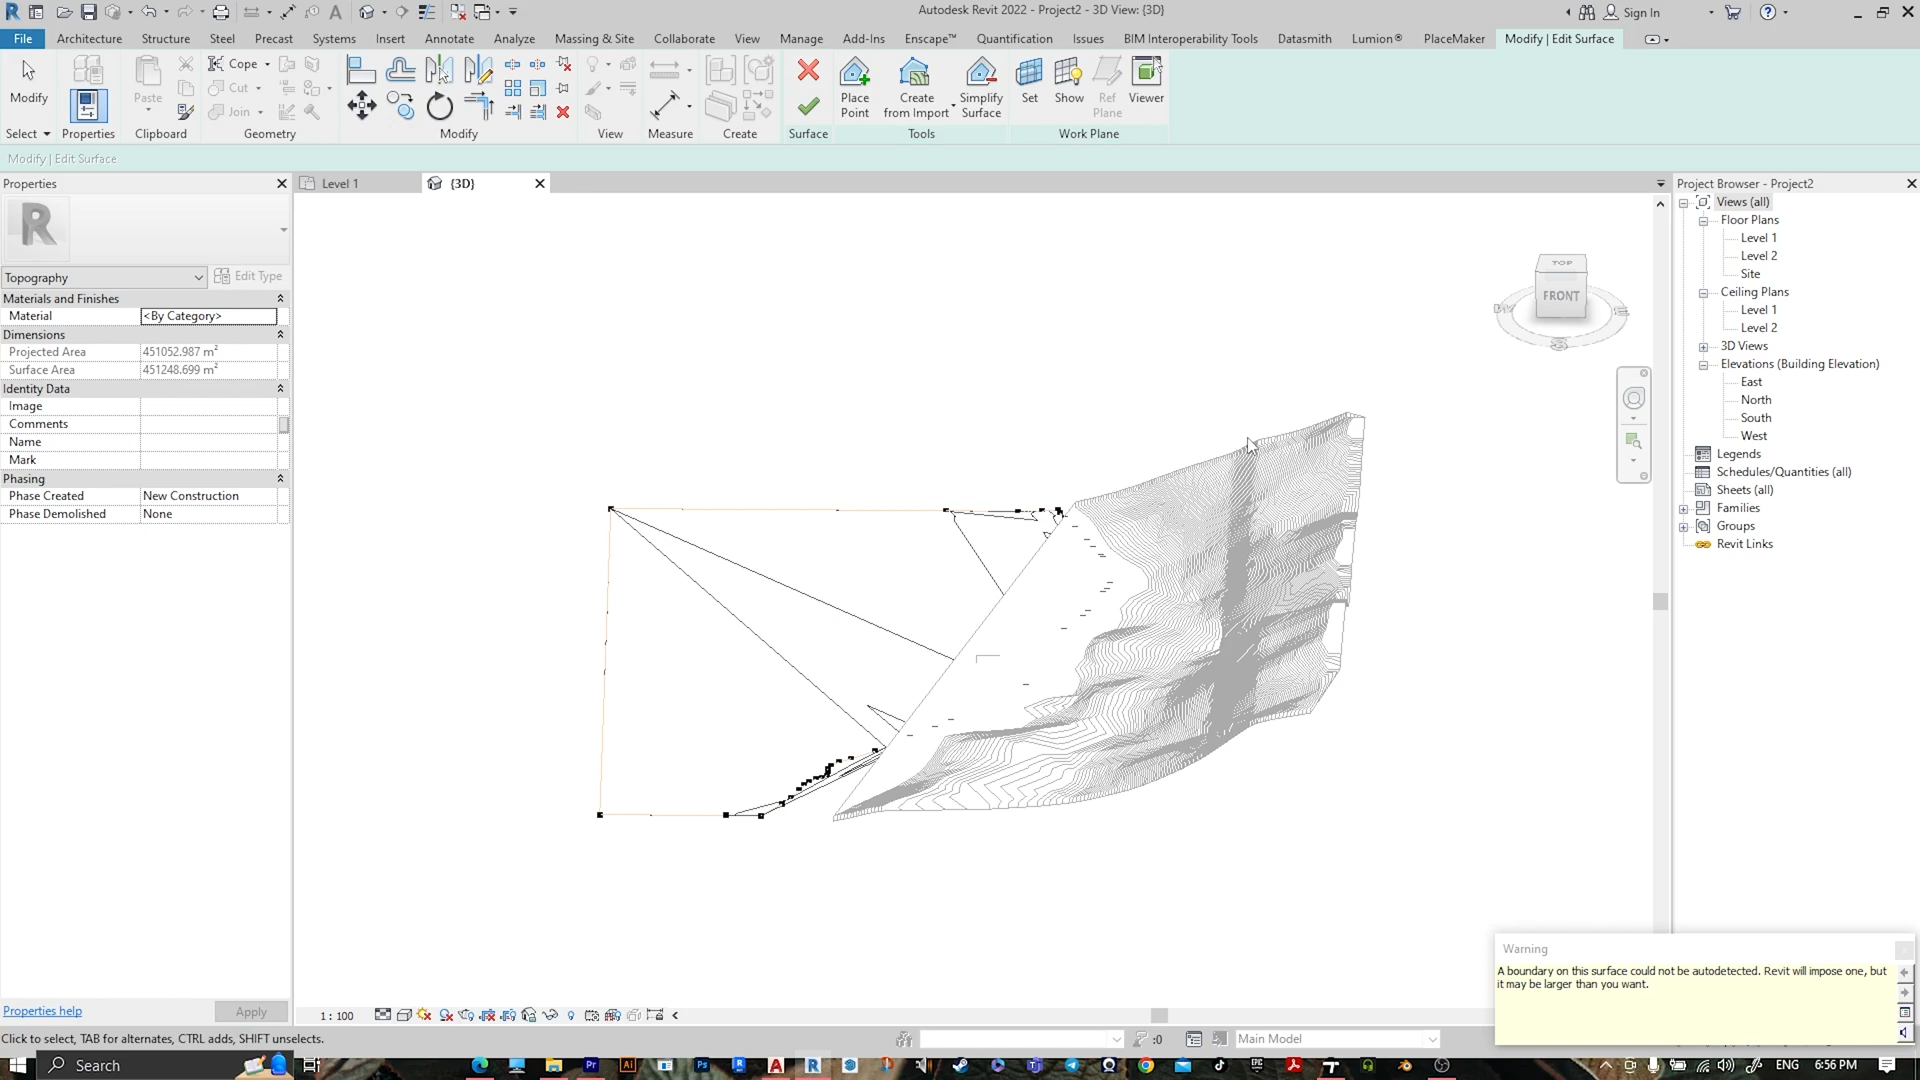 Autodesk Revit 2022 - Project2 - 3D View: {3D}
Sign In
File Architecture Structure Steel Precast Systems Insert Annotate Analyze Massing & Site Collaborate View Manage Add-Ins Enscape™ Quantification Issues BIM Interoperability Tools Datasmith Lumion® PlaceMaker Modify | Edit Surface
Modify
Select
Properties
Paste
Clipboard
Cope
Cut
Join
Geometry
Modify
View
Measure
Create
Surface
Place Point
Create from Import
Simplify Surface
Tools
Set
Show
Ref Plane
Viewer
Work Plane
Modify | Edit Surface
Properties
Topography
Edit Type
Materials and Finishes
Material <By Category>
Dimensions
Projected Area 451052.987 m²
Surface Area 451248.699 m²
Identity Data
Image
Comments
Name
Mark
Phasing
Phase Created New Construction
Phase Demolished None
Properties help
Apply
Level 1
{3D}
TOP
FRONT
Project Browser - Project2
Views (all)
Floor Plans
Level 1
Level 2
Site
Ceiling Plans
Level 1
Level 2
3D Views
Elevations (Building Elevation)
East
North
South
West
Legends
Schedules/Quantities (all)
Sheets (all)
Families
Groups
Revit Links
Warning
A boundary on this surface could not be autodetected. Revit will impose one, but
it may be larger than you want.
1 : 100
Click to select, TAB for alternates, CTRL adds, SHIFT unselects.
:0
Main Model
Search
ENG
6:56 PM